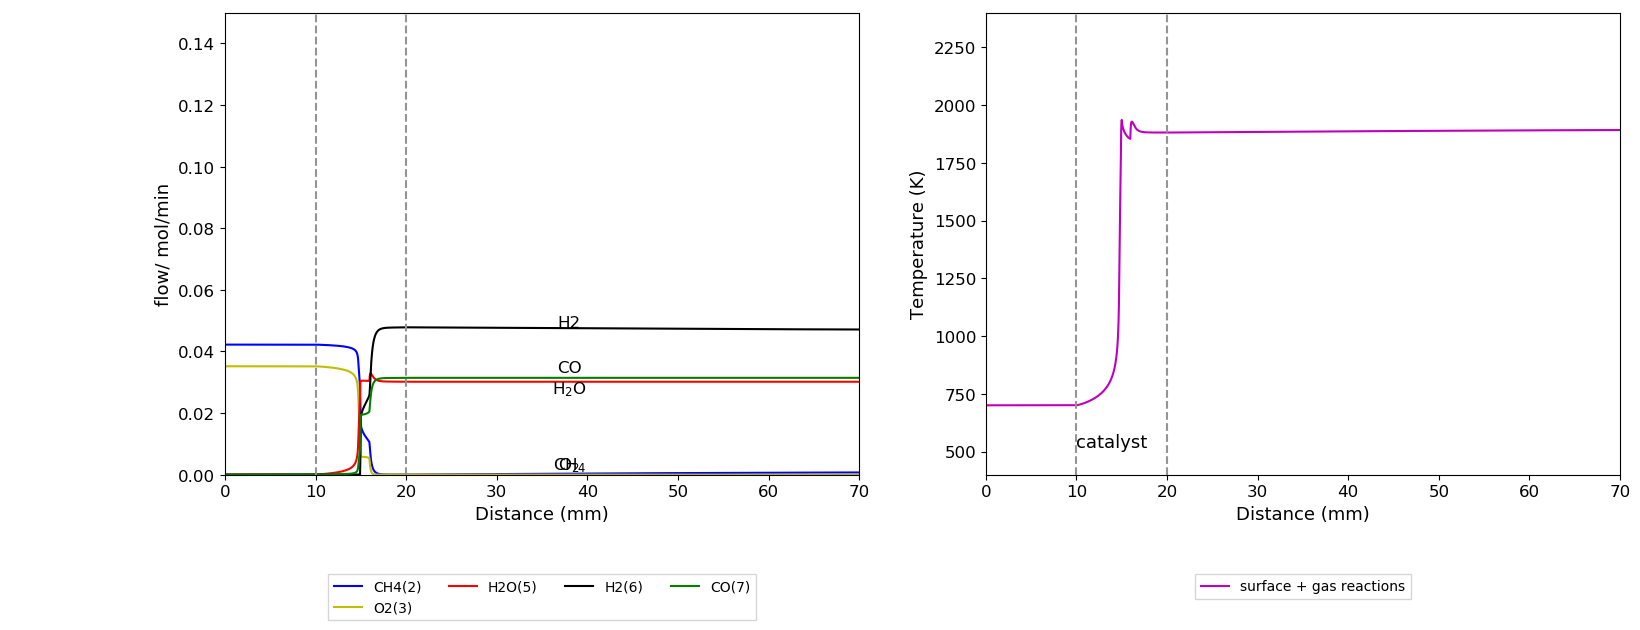 0.14
0.12
0.10
0.08
0.06
0.04
0.02
0.00
flow/ mol/min
H2
CO
H₂O
CH₄
O₂
0 10 20 30 40 50 60 70
Distance (mm)
CH4(2) H2O(5) H2(6) CO(7)
O2(3)
2250
2000
1750
1500
1250
1000
750
500
Temperature (K)
catalyst
0 10 20 30 40 50 60 70
Distance (mm)
surface + gas reactions